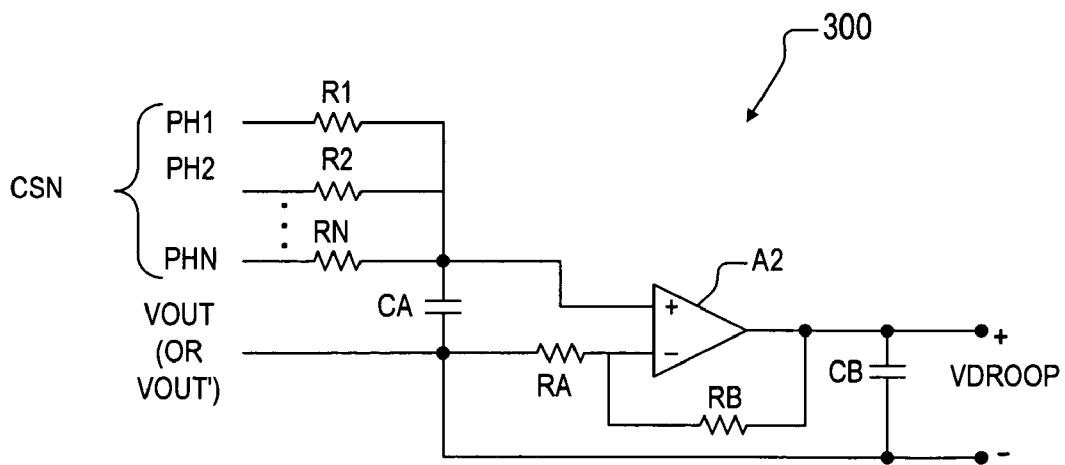 300
R1
PH1
R2
PH2
CSN
RN
PHN
A2
CA
+
VOUT
(OR
VOUT')
−
RA
RB
CB
+
VDROOP
-